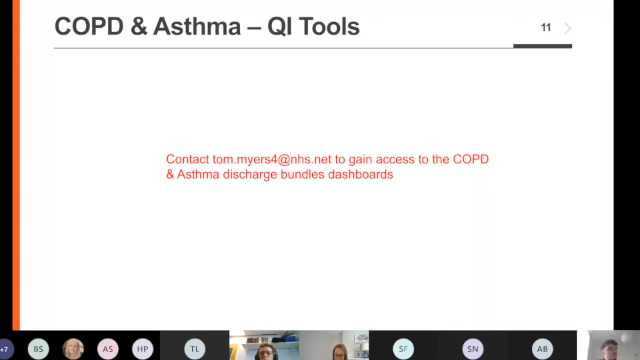 COPD & Asthma – QI Tools
11
Contact tom.myers4@nhs.net to gain access to the COPD
& Asthma discharge bundles dashboards
+7
BS
AS
HP
TL
SF
SN
AB